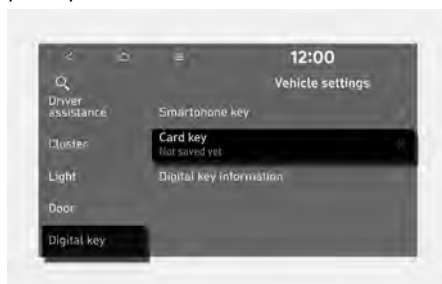 12:00
Vehicle settings
Driver
assistance
Smartphone key
Cluster
Card key
Not saved yet
Light
Digital key information
Door
Digital key